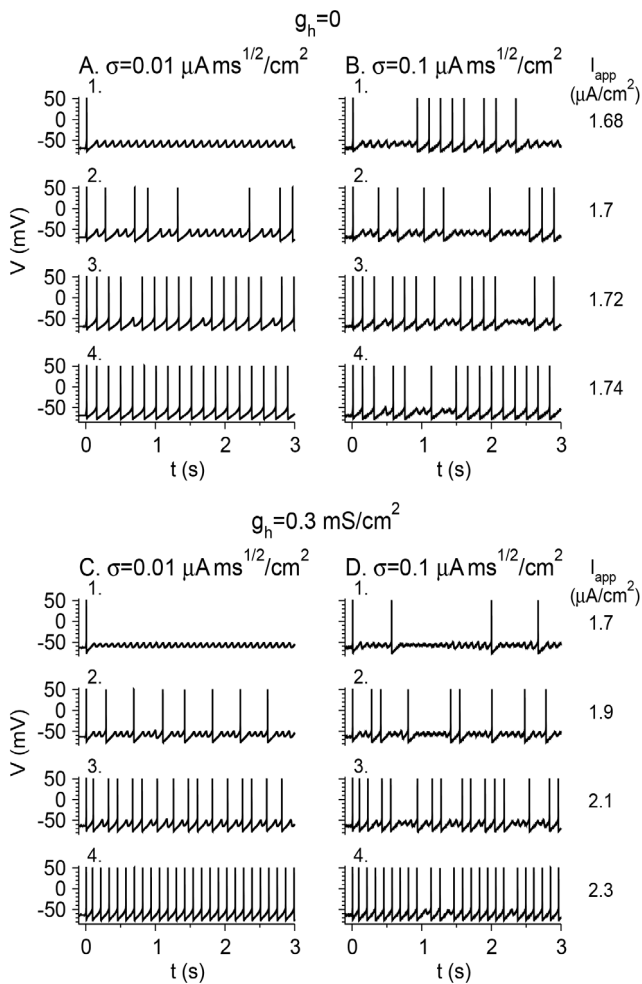 g_h=0
A. σ=0.01 μA ms^1/2/cm^2
B. σ=0.1 μA ms^1/2/cm^2
I_app
(μA/cm^2)
1.
1.
50
0
-50
1.68
2.
2.
50
0
-50
1.7
V (mV)
3.
3.
50
0
-50
1.72
4.
4.
50
0
-50
1.74
0 1 2 3
0 1 2 3
t (s)
t (s)
g_h=0.3 mS/cm^2
C. σ=0.01 μA ms^1/2/cm^2
D. σ=0.1 μA ms^1/2/cm^2
I_app
(μA/cm^2)
1.
1.
50
0
-50
1.7
2.
2.
50
0
-50
1.9
V (mV)
3.
3.
50
0
-50
2.1
4.
4.
50
0
-50
2.3
0 1 2 3
0 1 2 3
t (s)
t (s)